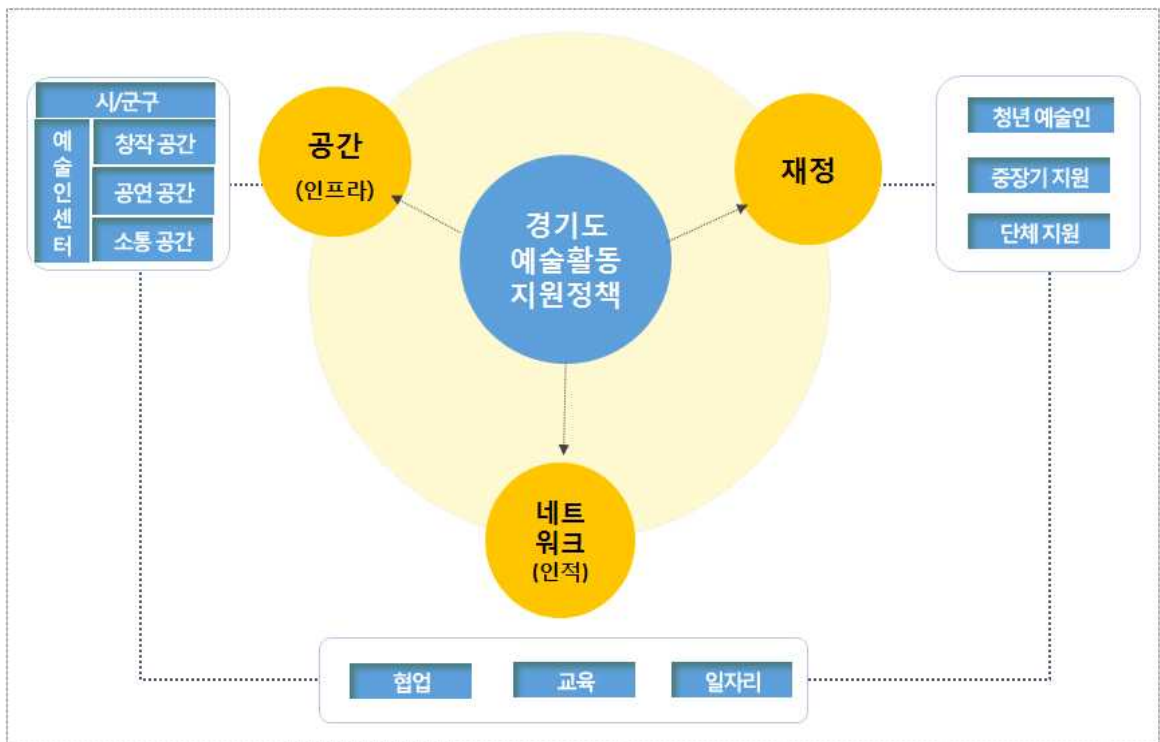 시/군구
예술인센터
창작 공간
공연 공간
소통 공간
공간
(인프라)
경기도
예술활동
지원정책
재정
청년 예술인
중장기 지원
단체 지원
네트
워크
(인적)
협업
교육
일자리